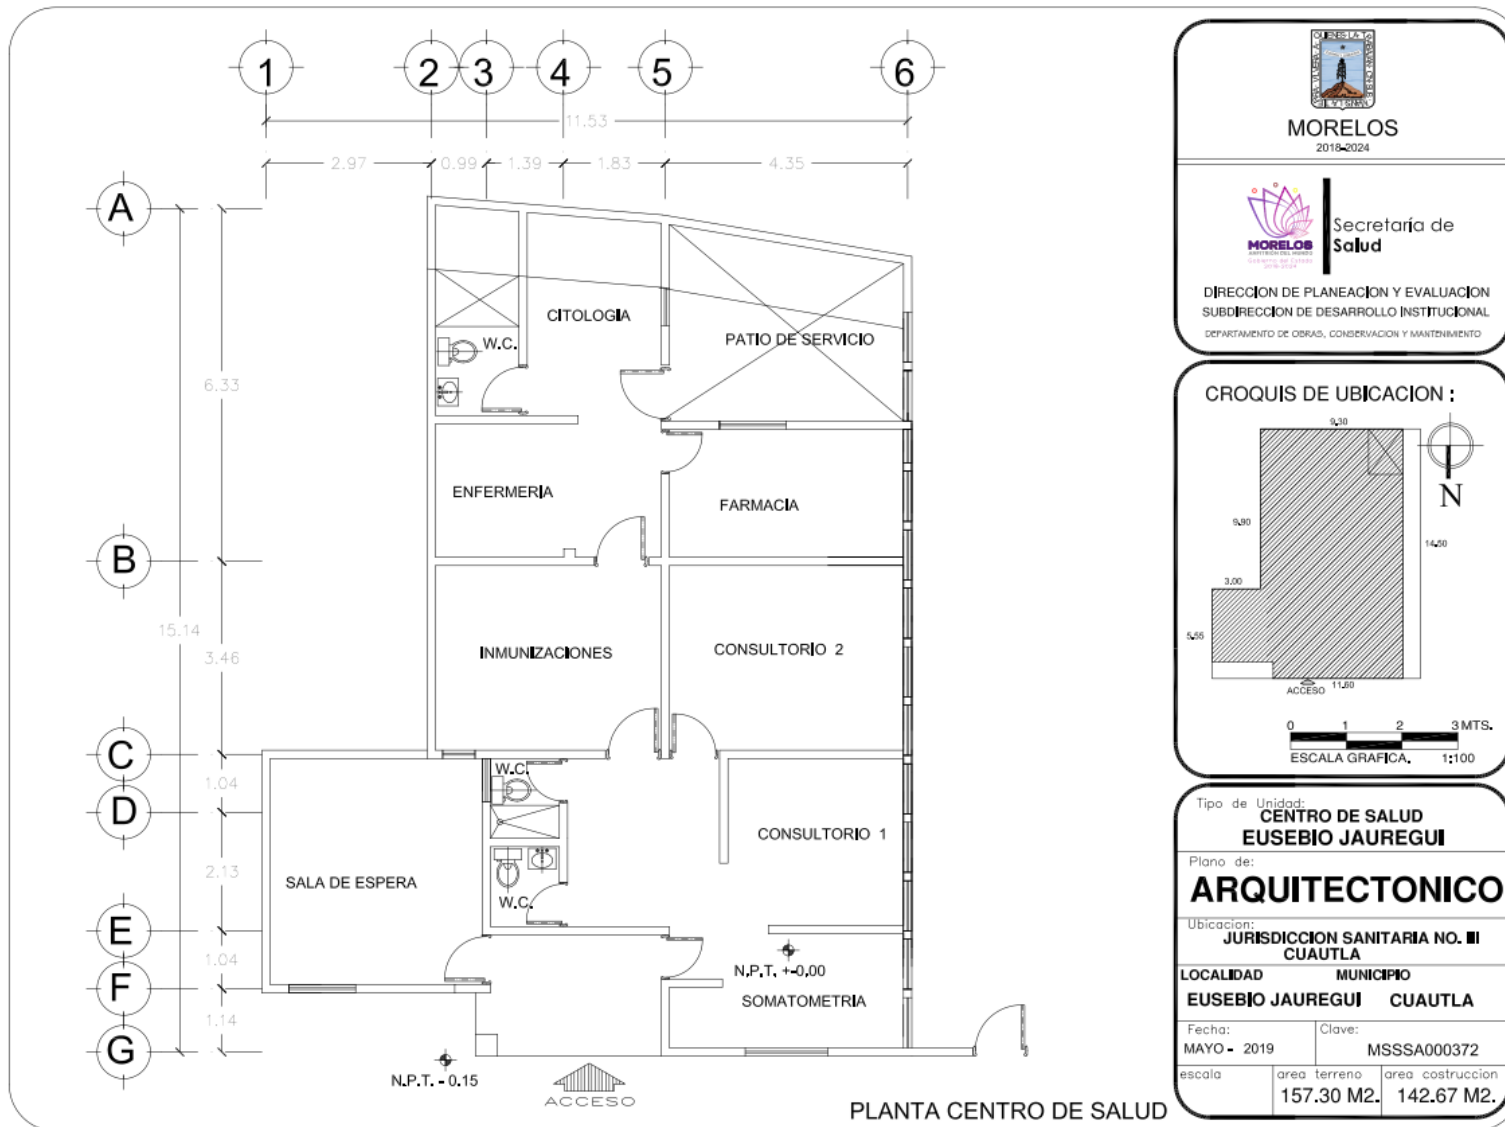 1 2 3 4 5 6
11.53
2.97 0.99 1.39 1.83 4.35
A
B
C
D
E
F
G
15.14
6.33
3.46
1.04
2.13
1.04
1.14
CITOLOGIA
W.C.
PATIO DE SERVICIO
ENFERMERIA
FARMACIA
INMUNIZACIONES
CONSULTORIO 2
W.C.
CONSULTORIO 1
SALA DE ESPERA
W.C.
N.P.T. +-0.00
SOMATOMETRIA
N.P.T. - 0.15
ACCESO
PLANTA CENTRO DE SALUD
MORELOS
2018-2024
MORELOS
Secretaría de
Salud
DIRECCION DE PLANEACION Y EVALUACION
SUBDIRECCION DE DESARROLLO INSTITUCIONAL
DEPARTAMENTO DE OBRAS, CONSERVACION Y MANTENIMIENTO
CROQUIS DE UBICACION :
9.30
N
9.90
14.50
3.00
5.55
ACCESO
11.60
0 1 2 3 MTS.
ESCALA GRAFICA. 1:100
Tipo de Unidad:
CENTRO DE SALUD
EUSEBIO JAUREGUI
Plano de:
ARQUITECTONICO
Ubicacion:
JURISDICCION SANITARIA NO. III
CUAUTLA
LOCALIDAD MUNICIPIO
EUSEBIO JAUREGUI CUAUTLA
Fecha: Clave:
MAYO - 2019 MSSSA000372
escala area terreno area costruccion
157.30 M2. 142.67 M2.